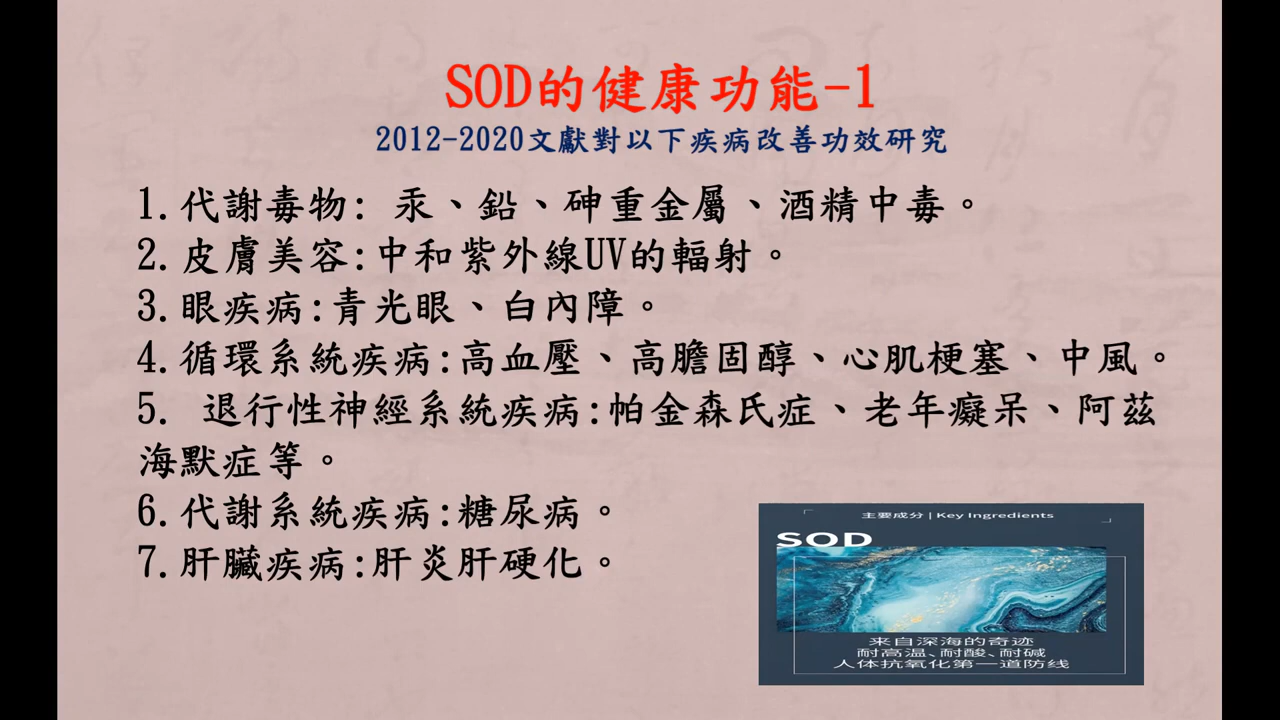 SOD的健康功能-1
2012-2020文獻對以下疾病改善功效研究
1.代謝毒物: 汞、鉛、砷重金屬、酒精中毒。
2.皮膚美容:中和紫外線UV的輻射。
3.眼疾病:青光眼、白內障。
4.循環系統疾病:高血壓、高膽固醇、心肌梗塞、中風。
5. 退行性神經系統疾病:帕金森氏症、老年癡呆、阿茲
海默症等。
6.代謝系統疾病:糖尿病。
7.肝臟疾病:肝炎肝硬化。
主要成分 | Key Ingredients
SOD
来自深海的奇迹
耐高温、耐酸、耐碱
人体抗氧化第一道防线